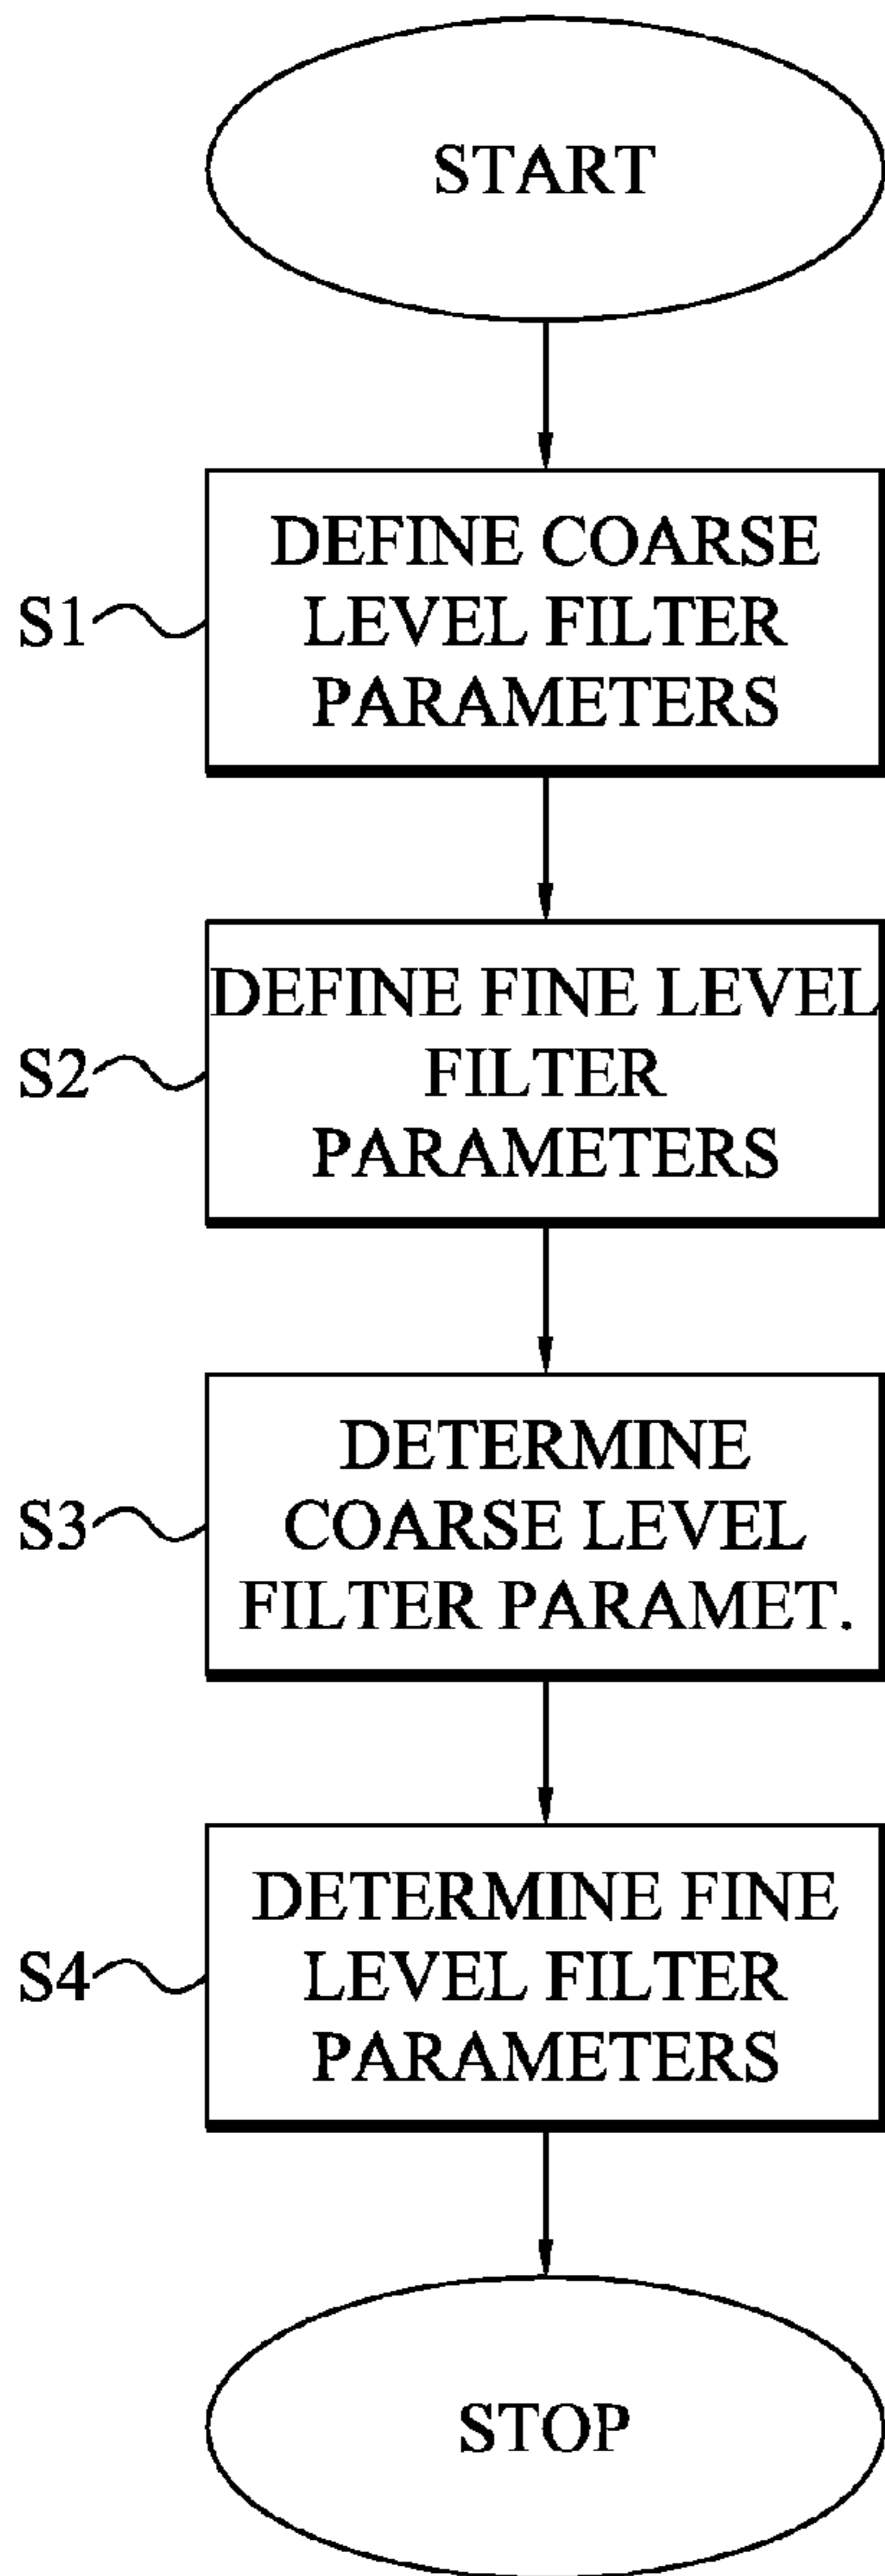 START
DEFINE COARSE
LEVEL FILTER
PARAMETERS
S1
DEFINE FINE LEVEL
FILTER
PARAMETERS
S2
DETERMINE
COARSE LEVEL
FILTER PARAMET.
S3
DETERMINE FINE
LEVEL FILTER
PARAMETERS
S4
STOP